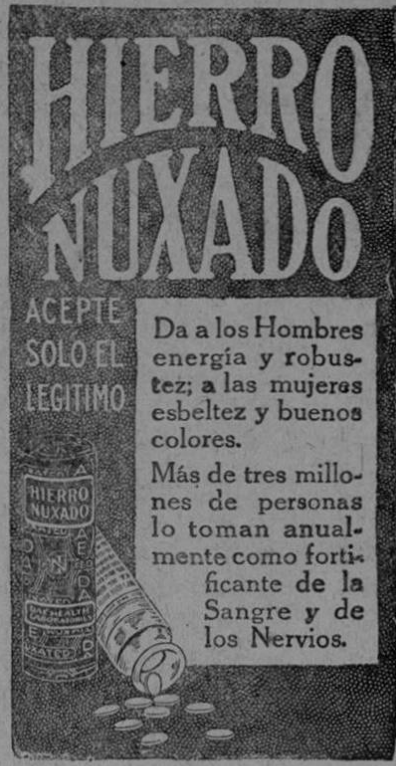 HIERRO
NUXADO
ACEPTE
SOLO EL
LEGITIMO
Da a los Hombres
energía y robus-
tez; a las mujeres
esbeltez y buenos
colores.
Más de tres millo-
nes de personas
lo toman anual-
mente como forti-
ficante de la
Sangre y de
los Nervios.
HIERRO
NUXADO